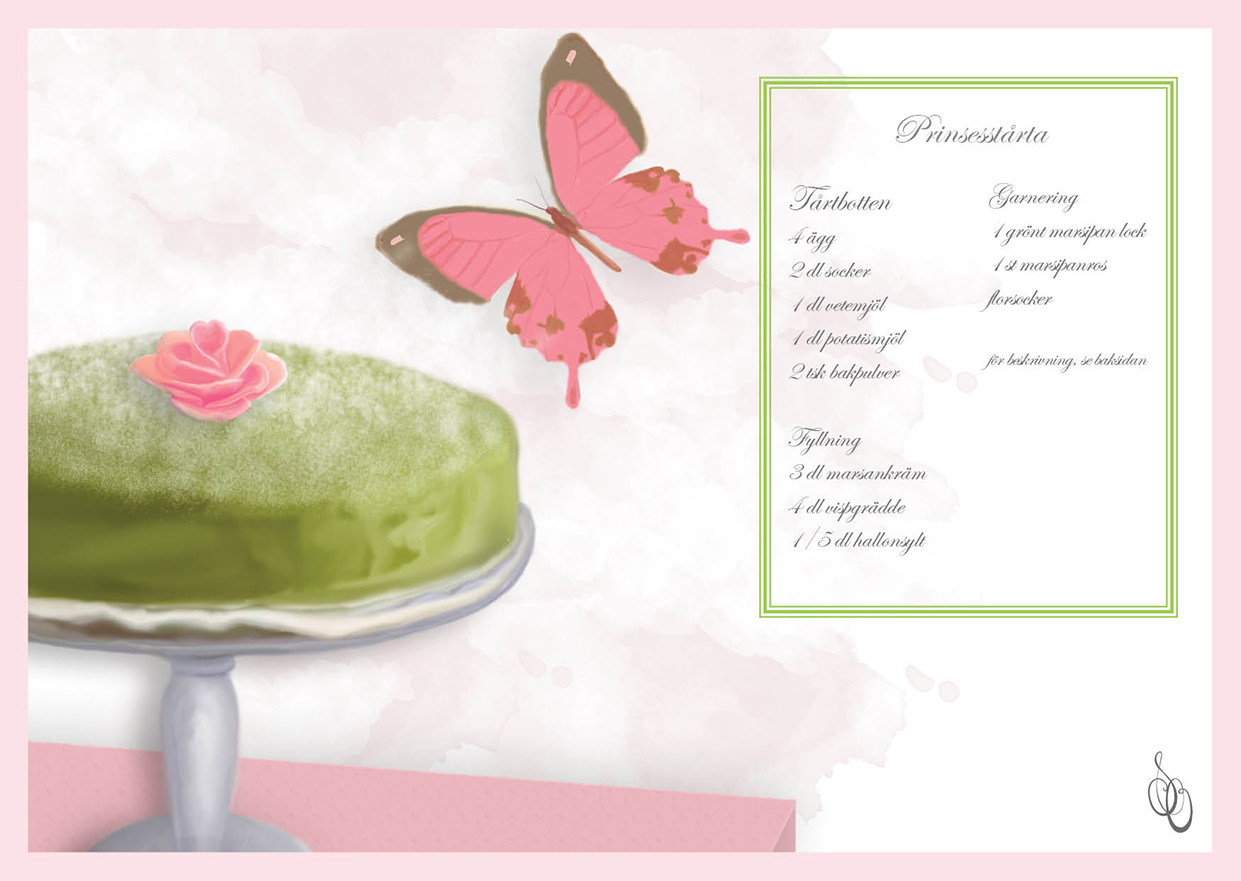 Prinsesstårta
Tårtbotten
4 ägg
2 dl socker
1 dl vetemjöl
1 dl potatismjöl
2 tsk bakpulver
Fyllning
3 dl marsankräm
4 dl vispgrädde
1/5 dl hallonsylt
Garnering
1 grönt marsipan lock
1 st marsipanros
florsocker
för beskrivning, se baksidan